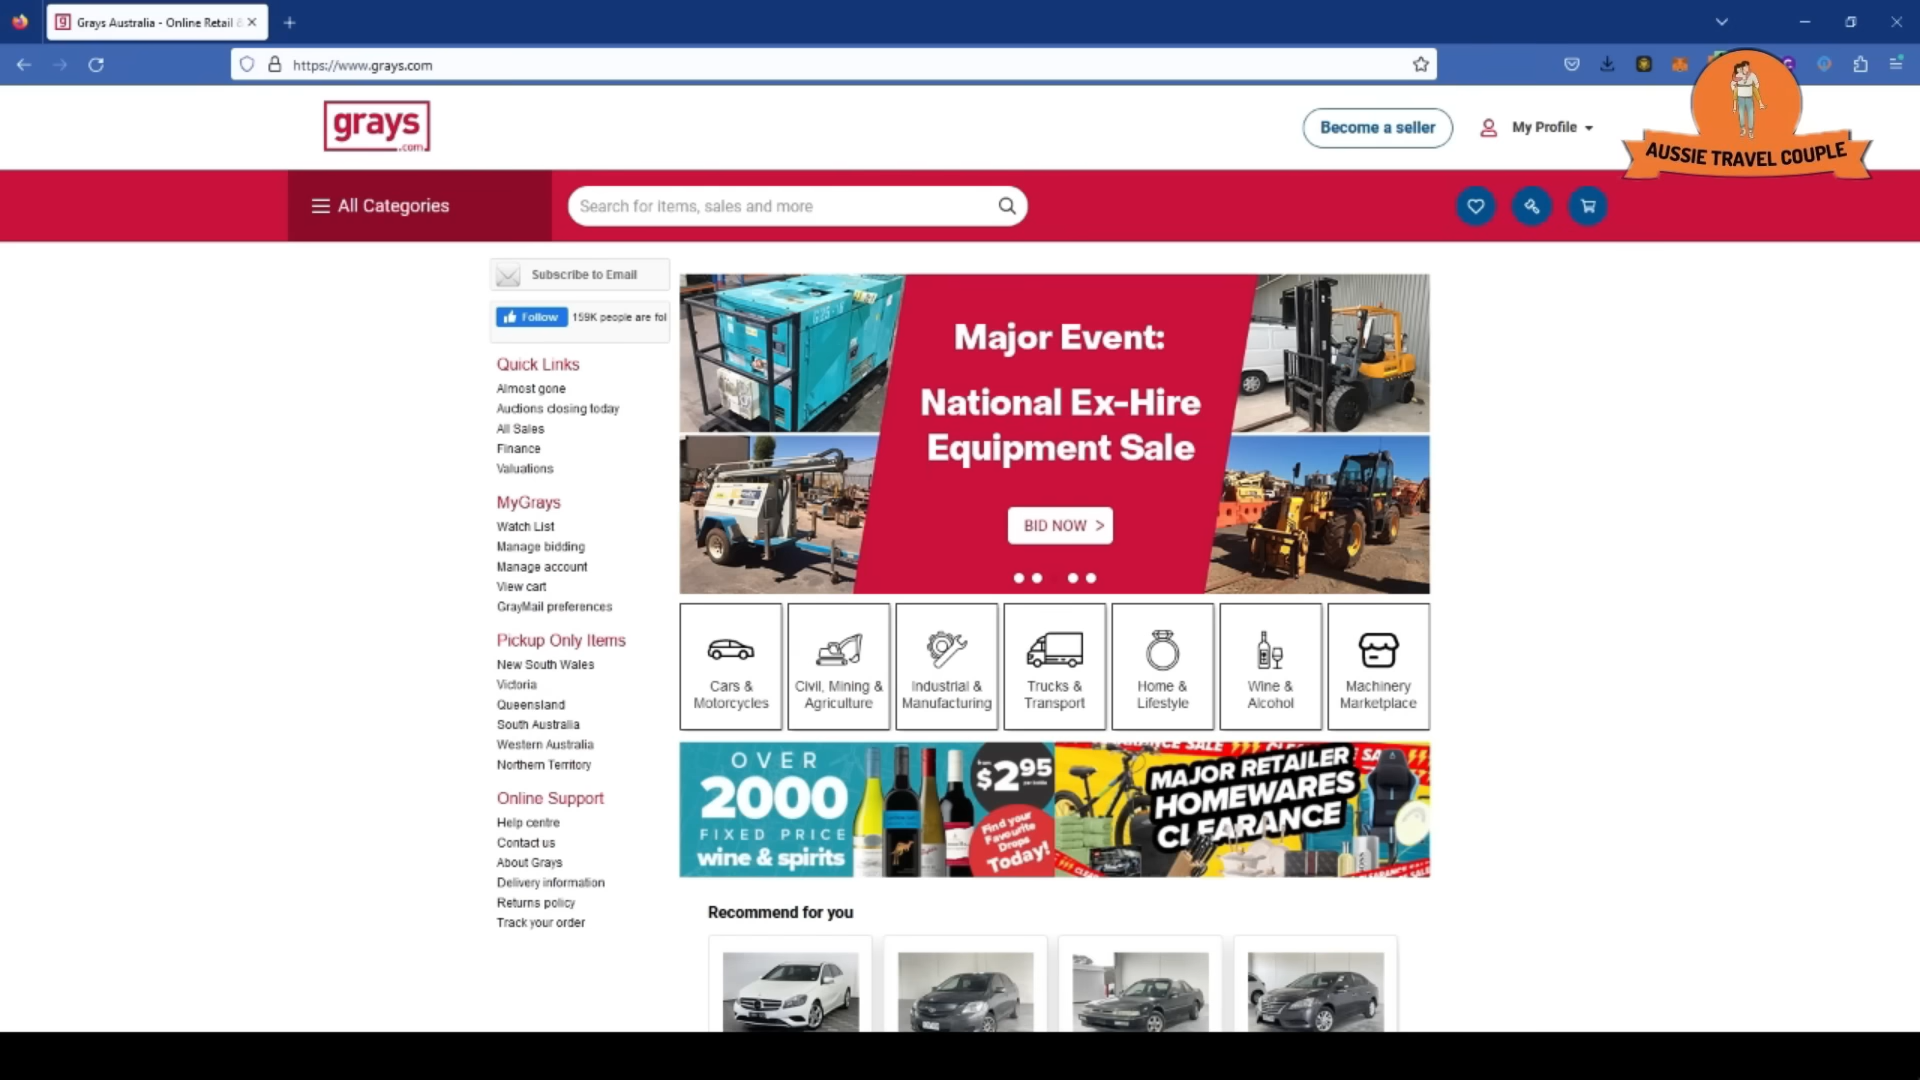 Grays Australia - Online Retail &
https://www.grays.com
AUSSIE TRAVEL COUPLE
grays
.com
Become a seller
My Profile
All Categories
Search for items, sales and more
Subscribe to Email
Follow
159K people are fol
Quick Links
Almost gone
Auctions closing today
All Sales
Finance
Valuations
MyGrays
Watch List
Manage bidding
Manage account
View cart
GrayMail preferences
Pickup Only Items
New South Wales
Victoria
Queensland
South Australia
Western Australia
Northern Territory
Online Support
Help centre
Contact us
About Grays
Delivery information
Returns policy
Track your order
Major Event:
National Ex-Hire
Equipment Sale
BID NOW >
Cars &
Motorcycles
Civil, Mining &
Agriculture
Industrial &
Manufacturing
Trucks &
Transport
Home &
Lifestyle
Wine &
Alcohol
Machinery
Marketplace
OVER
2000
FIXED PRICE
wine & spirits
$2.95
Find your
Favourite
Drops
Today!
MAJOR RETAILER
HOMEWARES
CLEARANCE
Recommend for you